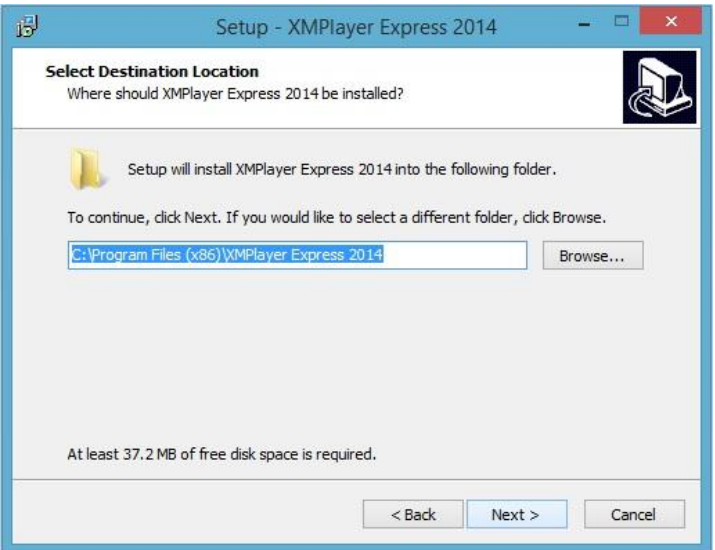 Setup - XMPlayer Express 2014
Select Destination Location
Where should XMPlayer Express 2014 be installed?
Setup will install XMPlayer Express 2014 into the following folder.
To continue, click Next. If you would like to select a different folder, click Browse.
C:\Program Files (x86)\XMPlayer Express 2014
Browse...
At least 37.2 MB of free disk space is required.
< Back
Next >
Cancel